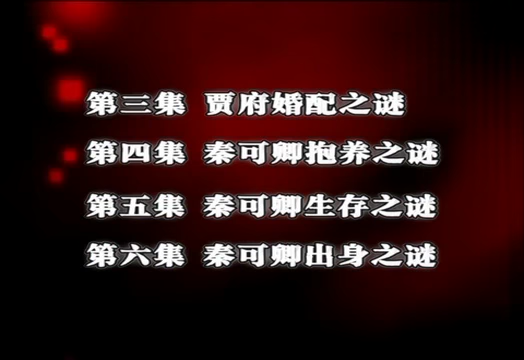 第三集 贾府婚配之谜
第四集 秦可卿抱养之谜
第五集 秦可卿生存之谜
第六集 秦可卿出身之谜